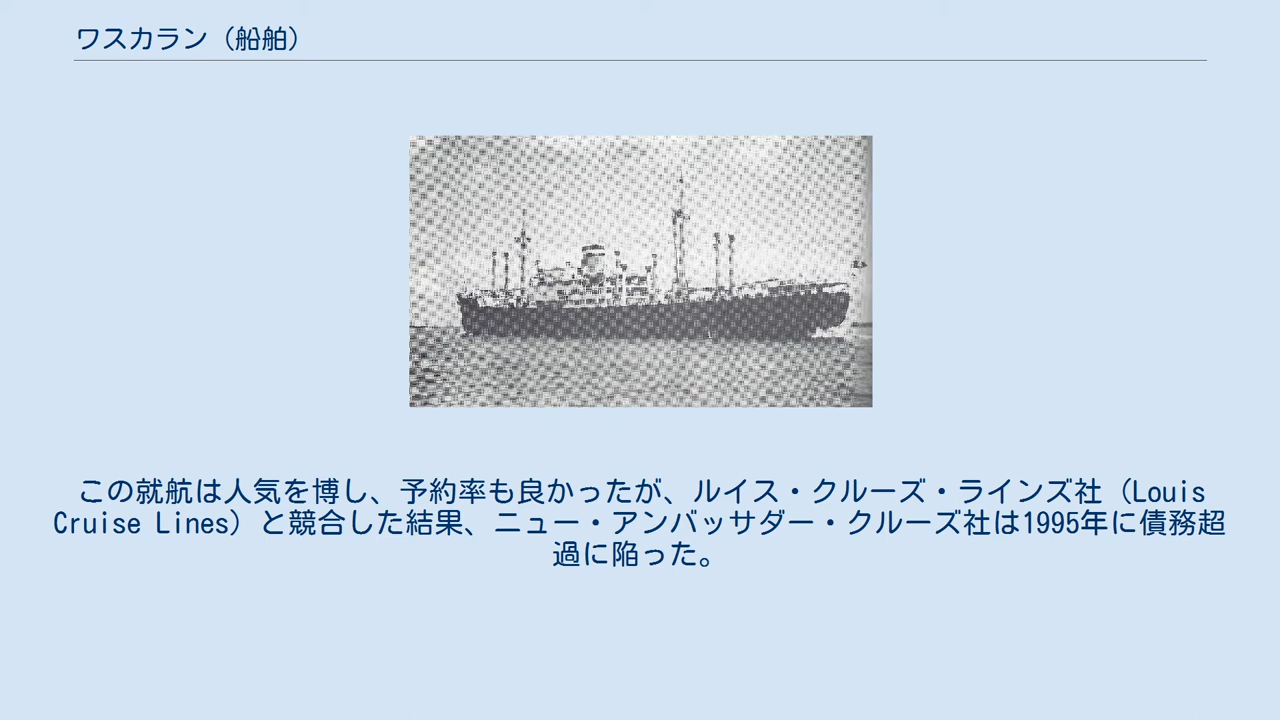 ワスカラン（船舶）
この就航は人気を博し、予約率も良かったが、ルイス・クルーズ・ラインズ社（Louis
Cruise Lines）と競合した結果、ニュー・アンバッサダー・クルーズ社は1995年に債務超
過に陥った。